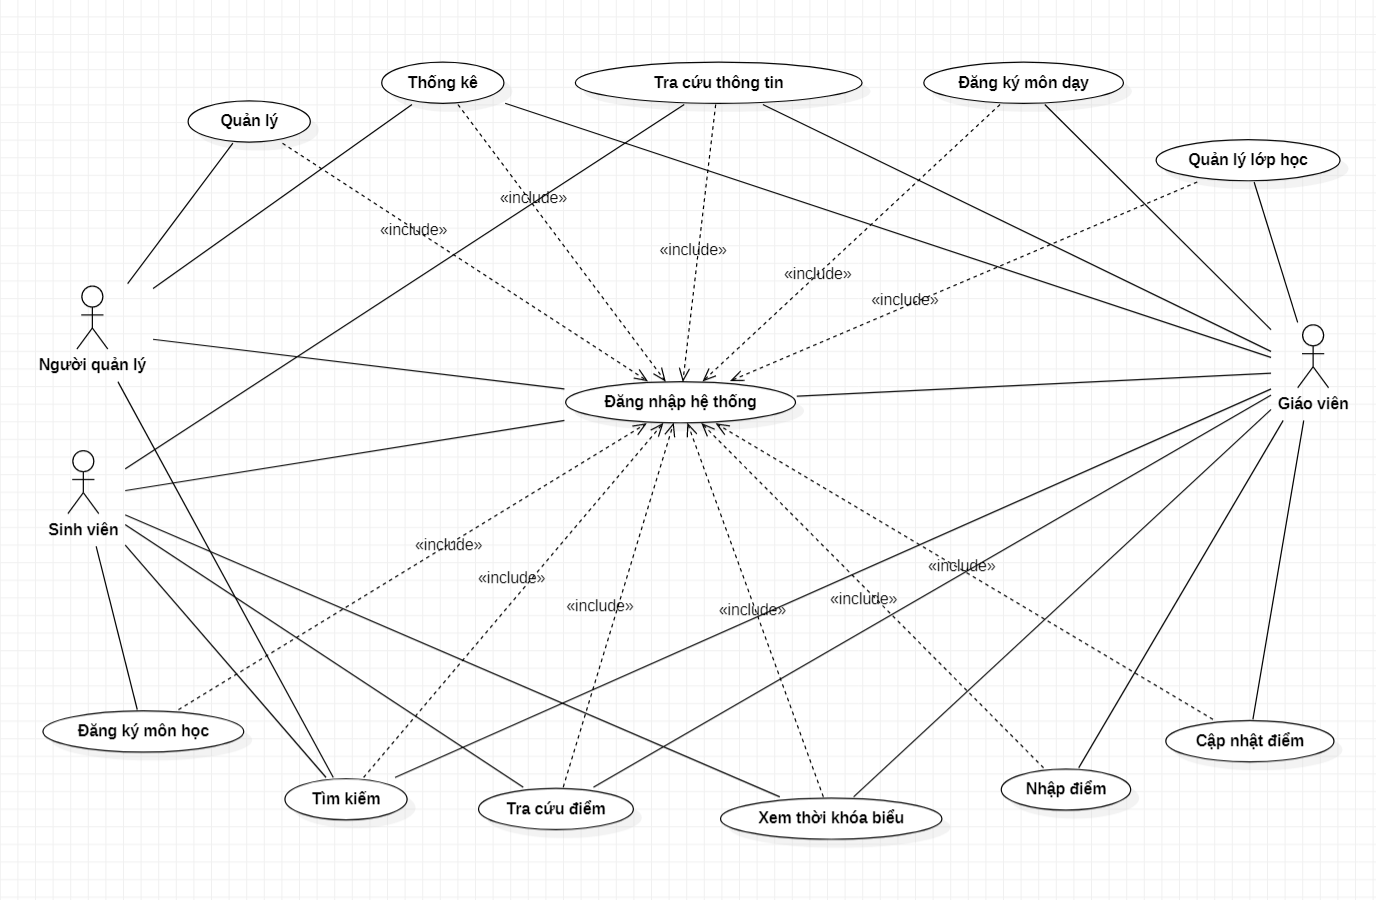 Thống kê
Tra cứu thông tin
Đăng ký môn dạy
Quản lý
Quản lý lớp học
«include»
«include»
«include»
«include»
«include»
Người quản lý
Đăng nhập hệ thống
Giáo viên
Sinh viên
«include»
«include»
«include»
«include»
«include»
«include»
Đăng ký môn học
Cập nhật điểm
Tìm kiếm
Tra cứu điểm
Xem thời khóa biểu
Nhập điểm